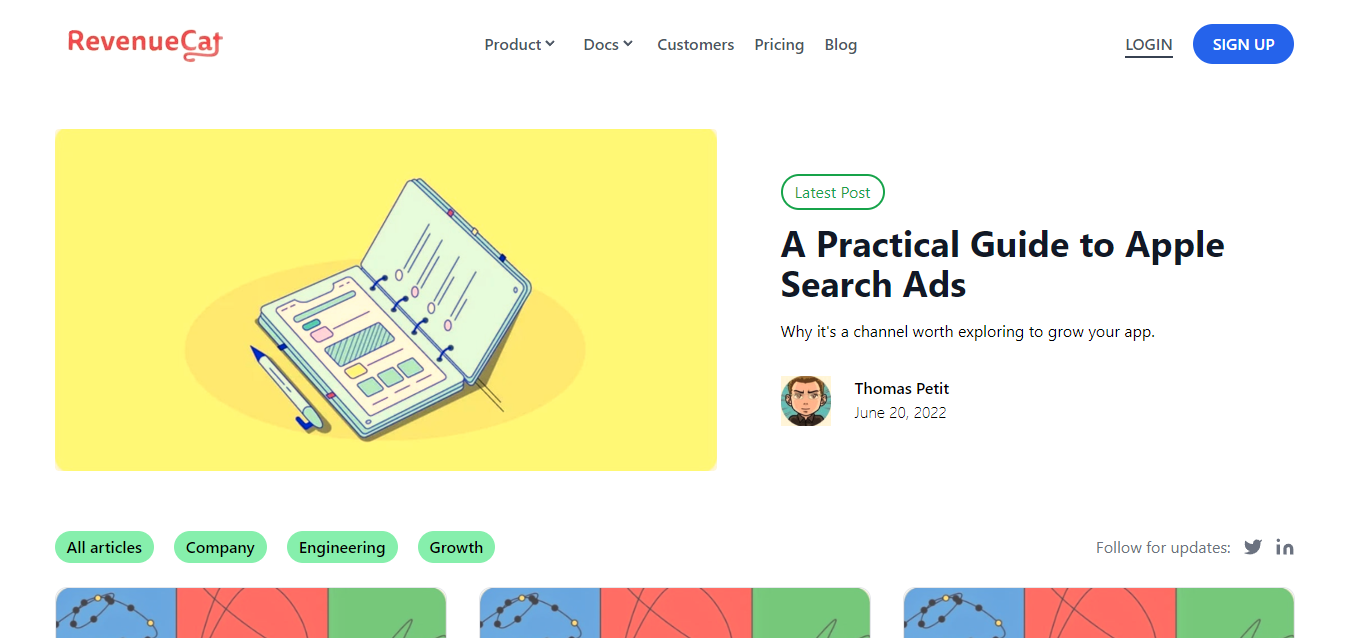 RevenueCat
Product
Docs
Customers
Pricing
Blog
LOGIN
SIGN UP
Latest Post
A Practical Guide to Apple
Search Ads
Why it's a channel worth exploring to grow your app.
Thomas Petit
June 20, 2022
All articles
Company
Engineering
Growth
Follow for updates: